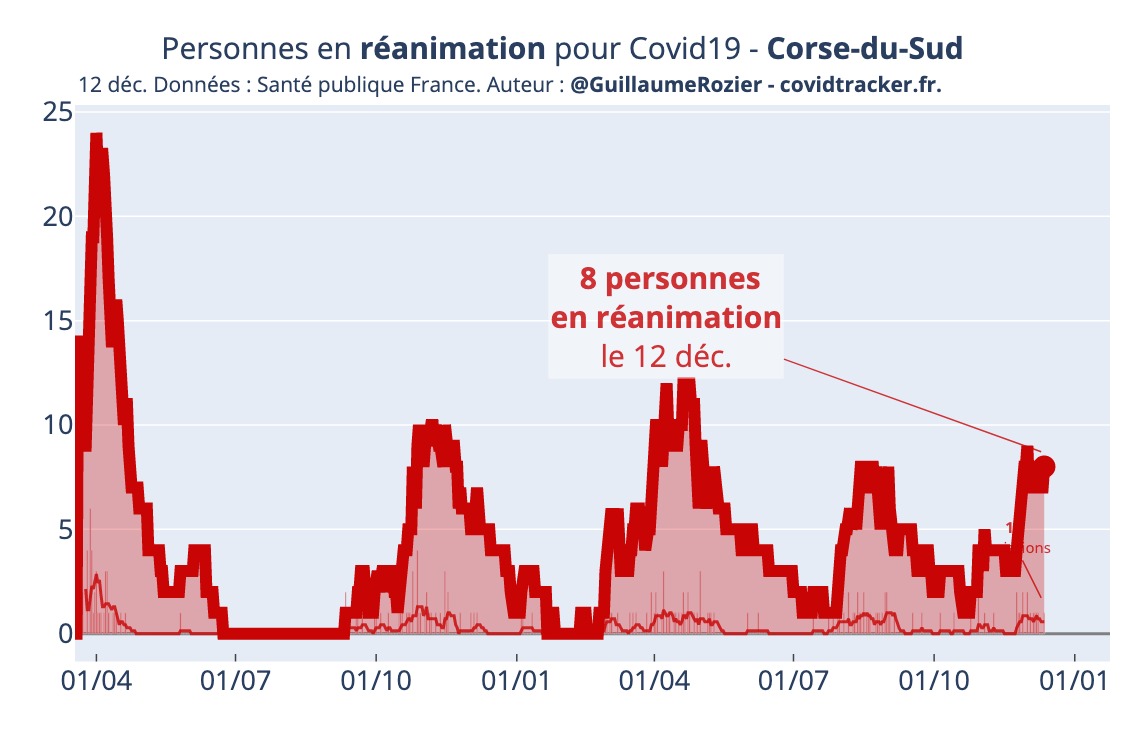 Personnes en réanimation pour Covid19 - Corse-du-Sud
12 déc. Données : Santé publique France. Auteur : @GuillaumeRozier - covidtracker.fr.
25
20
15
10
5
0
8 personnes
en réanimation
le 12 déc.
01/04
01/07
01/10
01/01
01/04
01/07
01/10
01/01